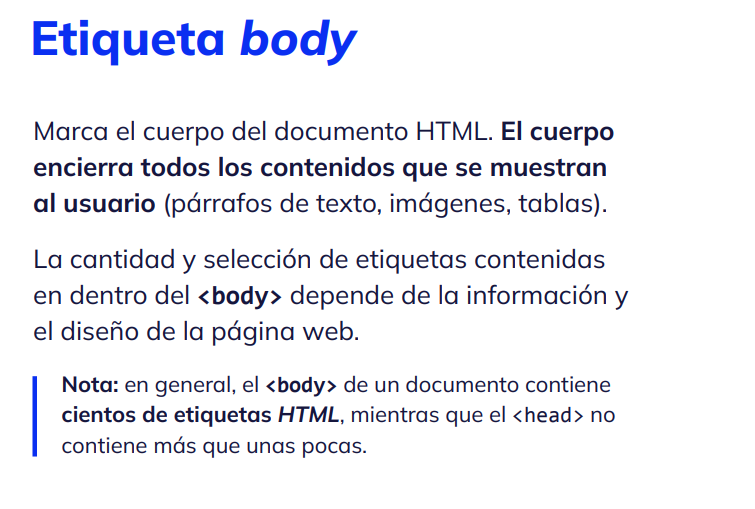 Etiqueta body
Marca el cuerpo del documento HTML. El cuerpo
encierra todos los contenidos que se muestran
al usuario (párrafos de texto, imágenes, tablas).
La cantidad y selección de etiquetas contenidas
en dentro del <body> depende de la información y
el diseño de la página web.
Nota: en general, el <body> de un documento contiene
cientos de etiquetas HTML, mientras que el <head> no
contiene más que unas pocas.